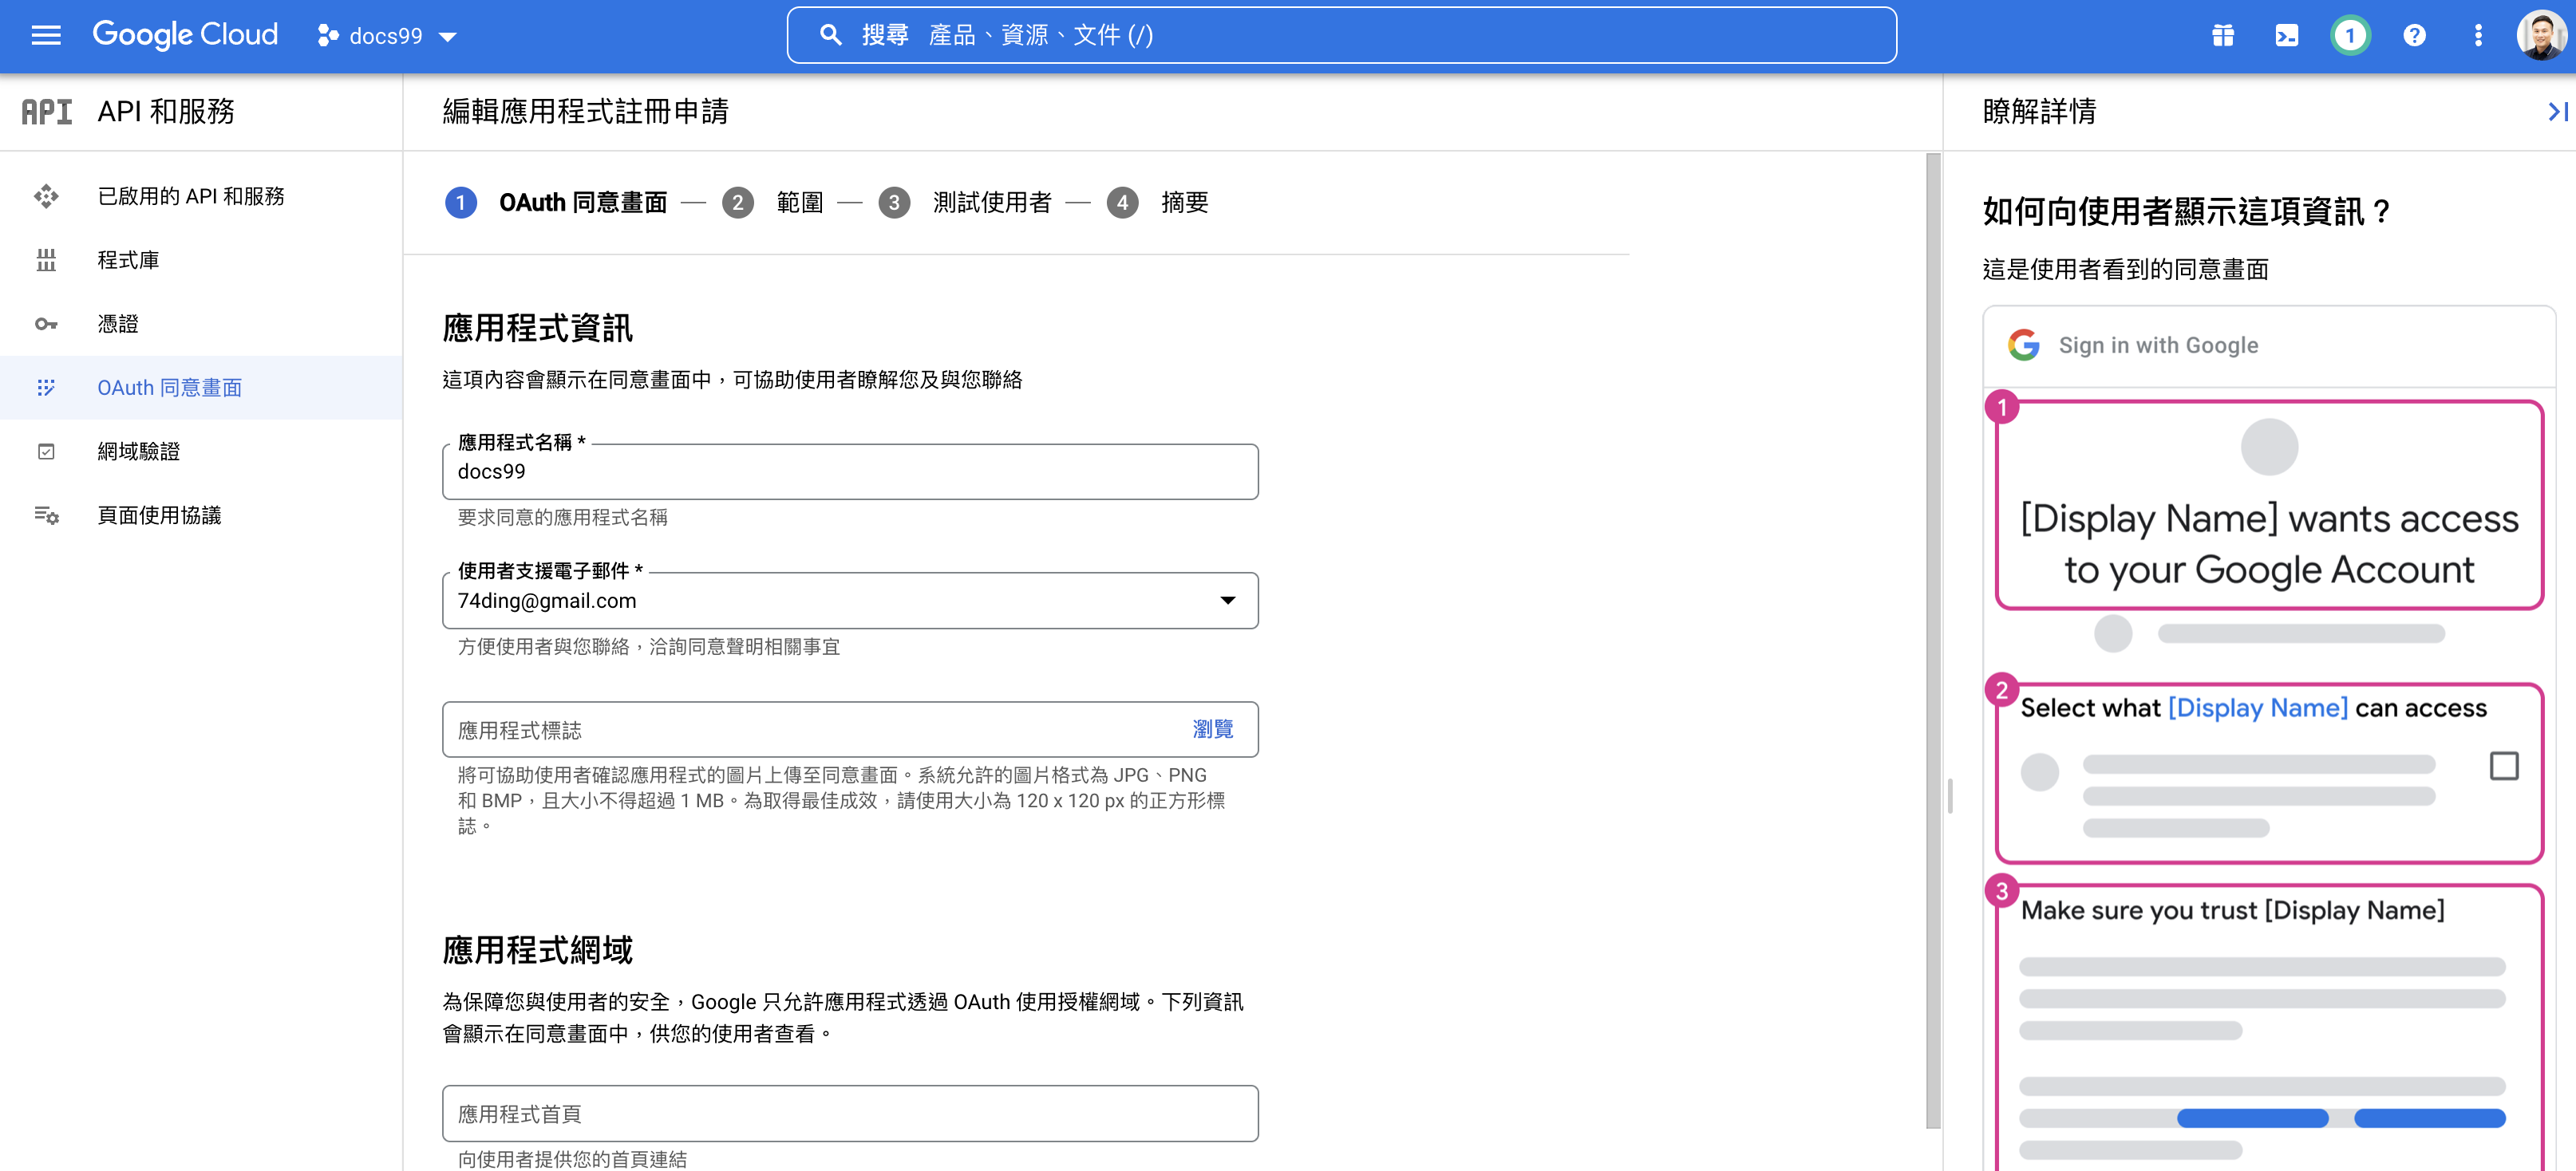 Google Cloud
docs99
搜尋 產品、資源、文件 (/)
1
?
API API 和服務
已啟用的 API 和服務
程式庫
憑證
OAuth 同意畫面
網域驗證
頁面使用協議
編輯應用程式註冊申請
1 OAuth 同意畫面 — 2 範圍 — 3 測試使用者 — 4 摘要
應用程式資訊
這項內容會顯示在同意畫面中，可協助使用者瞭解您及與您聯絡
應用程式名稱 *
docs99
要求同意的應用程式名稱
使用者支援電子郵件 *
74ding@gmail.com
方便使用者與您聯絡，洽詢同意聲明相關事宜
應用程式標誌 瀏覽
將可協助使用者確認應用程式的圖片上傳至同意畫面。系統允許的圖片格式為 JPG、PNG
和 BMP，且大小不得超過 1 MB。為取得最佳成效，請使用大小為 120 x 120 px 的正方形標
誌。
應用程式網域
為保障您與使用者的安全，Google 只允許應用程式透過 OAuth 使用授權網域。下列資訊
會顯示在同意畫面中，供您的使用者查看。
應用程式首頁
向使用者提供您的首頁連結
瞭解詳情
如何向使用者顯示這項資訊？
這是使用者看到的同意畫面
Sign in with Google
1
[Display Name] wants access
to your Google Account
2
Select what [Display Name] can access
3
Make sure you trust [Display Name]